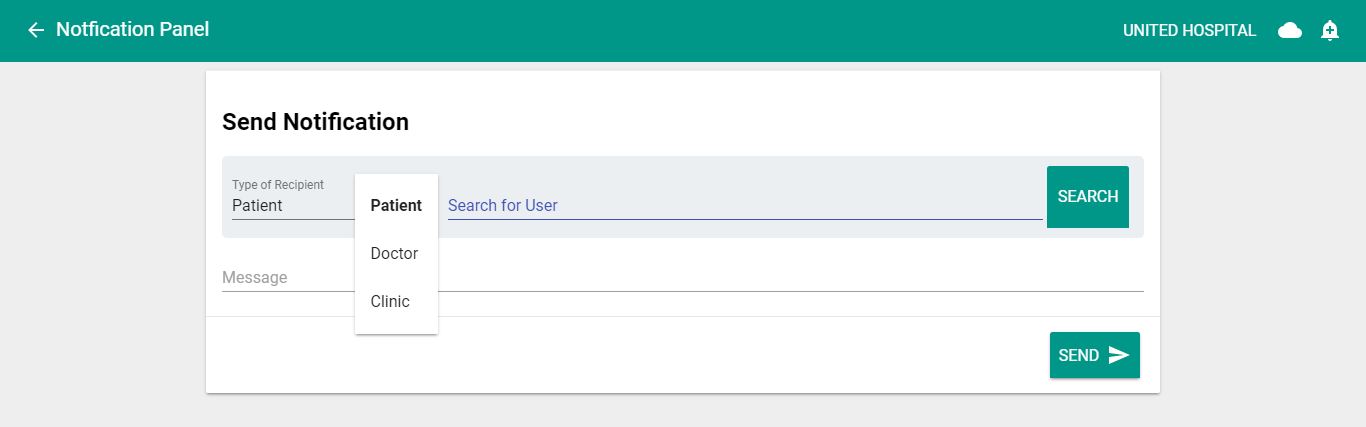 Notfication Panel
UNITED HOSPITAL
Send Notification
Type of Recipient
Patient
Patient
Doctor
Clinic
Search for User
SEARCH
Message
SEND